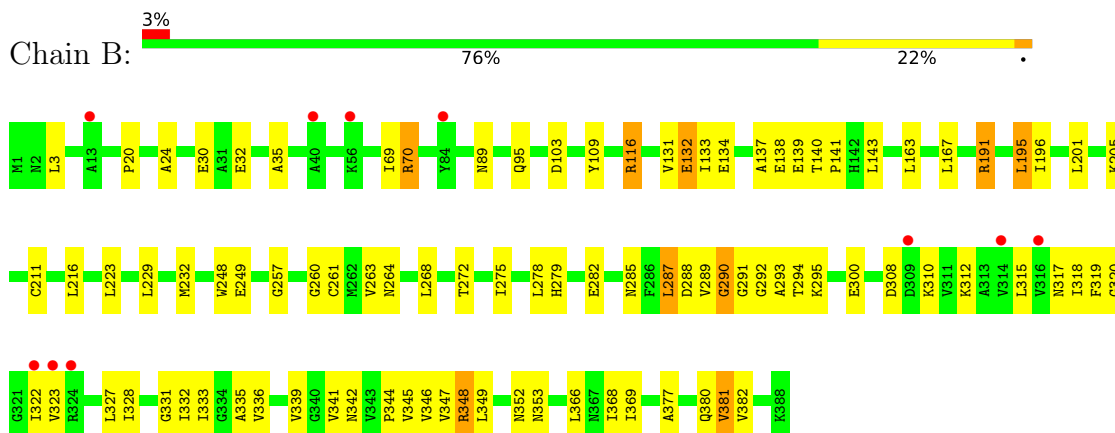 3%
Chain B:
76% 22% •
M1 N2 L3 A13 P20 A24 E30 A31 E32 A35 A40 K56 I69 R70 Y84 N89 Q95 D103 Y109 R116 V131 E132 I133 E134 A137 E138 E139 T140 P141 H142 L143 L163 L167 R191 L195 I196 L201
C211 L216 L223 L229 M232 W248 E249 G257 G260 C261 M262 V263 N264 L268 T272 I275 L278 H279 E282 N285 F286 L287 D288 V289 G290 G291 G292 A293 T294 K295 E300 D308 D309 K310 V311 K312 A313 V314 L315 V316 N317 I318 F319
G321 I322 V323 R324 L327 I328 G331 I332 I333 G334 A335 V336 V339 G340 V341 N342 V343 P344 V345 V346 V347 R348 L349 N352 N353 L366 N367 I368 I369 A377 Q380 V381 V382 K388